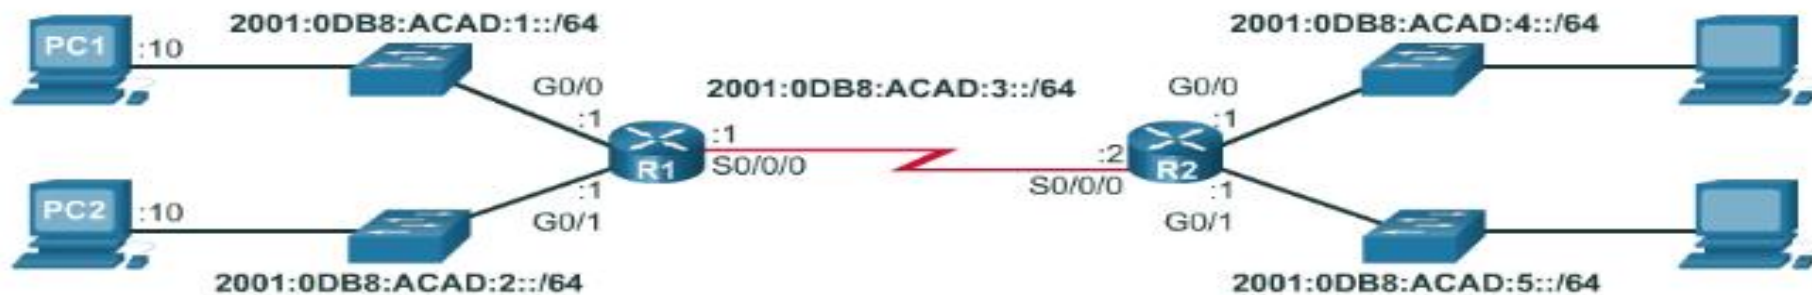 2001:0DB8:ACAD:1::/64
2001:0DB8:ACAD:4::/64
PC1
:10
G0/0
2001:0DB8:ACAD:3::/64
G0/0
:1
:1
:1
R1
S0/0/0
:2
R2
S0/0/0
PC2
:10
:1
G0/1
:1
G0/1
2001:0DB8:ACAD:2::/64
2001:0DB8:ACAD:5::/64